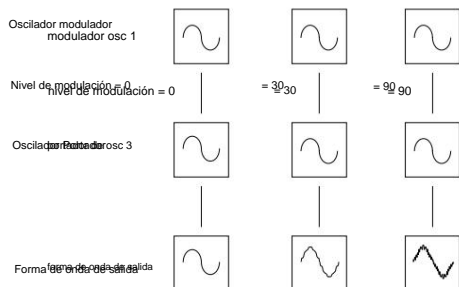 Oscilador modulador
modulador osc 1
Nivel de modulación = 0
nivel de modulación = 0
= 30
= 30
= 90
= 90
Oscilador Portador
osc 3
Forma de onda de salida
forma de onda de salida